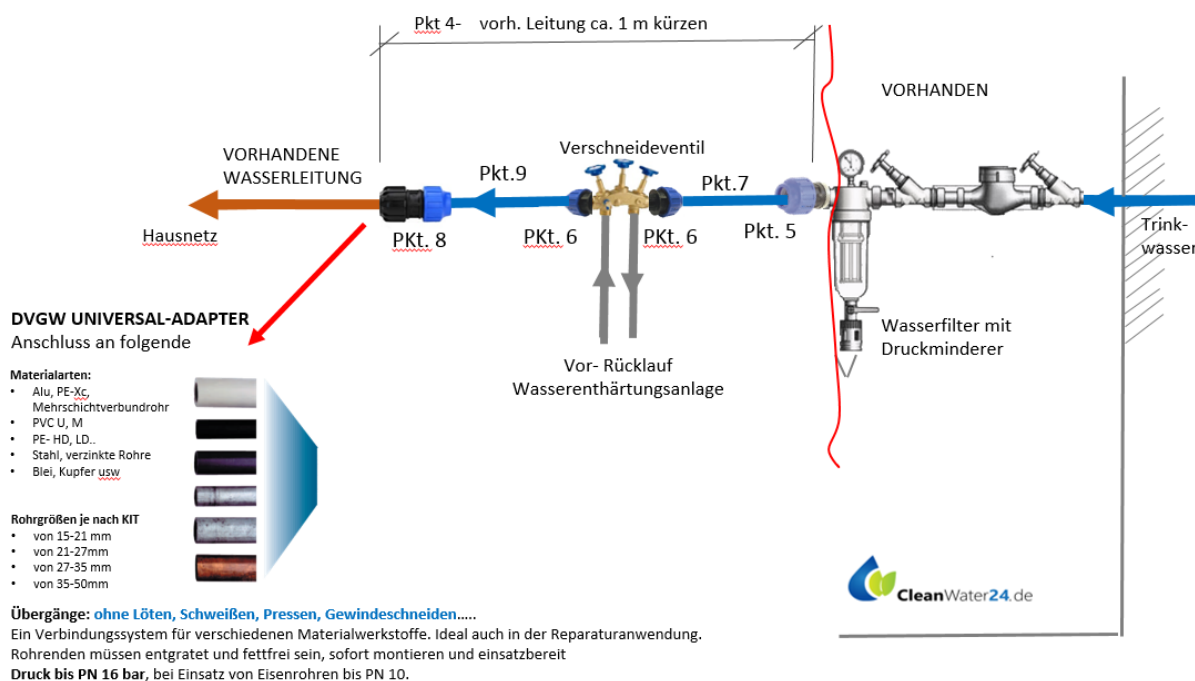 Pkt 4- vorh. Leitung ca. 1 m kürzen
VORHANDEN
Verschneideventil
VORHANDENE
WASSERLEITUNG
Pkt.9
Pkt.7
Hausnetz
PKt. 8
PKt. 6
PKt. 6
Pkt. 5
Trink-
wasser
DVGW UNIVERSAL-ADAPTER
Anschluss an folgende
Wasserfilter mit
Druckminderer
Vor- Rücklauf
Wasserenthärtungsanlage
Materialarten:
• Alu, PE-Xc,
Mehrschichtverbundrohr
• PVC U, M
• PE- HD, LD..
• Stahl, verzinkte Rohre
• Blei, Kupfer usw
Rohrgrößen je nach KIT
• von 15-21 mm
• von 21-27mm
• von 27-35 mm
• von 35-50mm
CleanWater24.de
Übergänge: ohne Löten, Schweißen, Pressen, Gewindeschneiden.....
Ein Verbindungssystem für verschiedenen Materialwerkstoffe. Ideal auch in der Reparaturanwendung.
Rohrenden müssen entgratet und fettfrei sein, sofort montieren und einsatzbereit
Druck bis PN 16 bar, bei Einsatz von Eisenrohren bis PN 10.